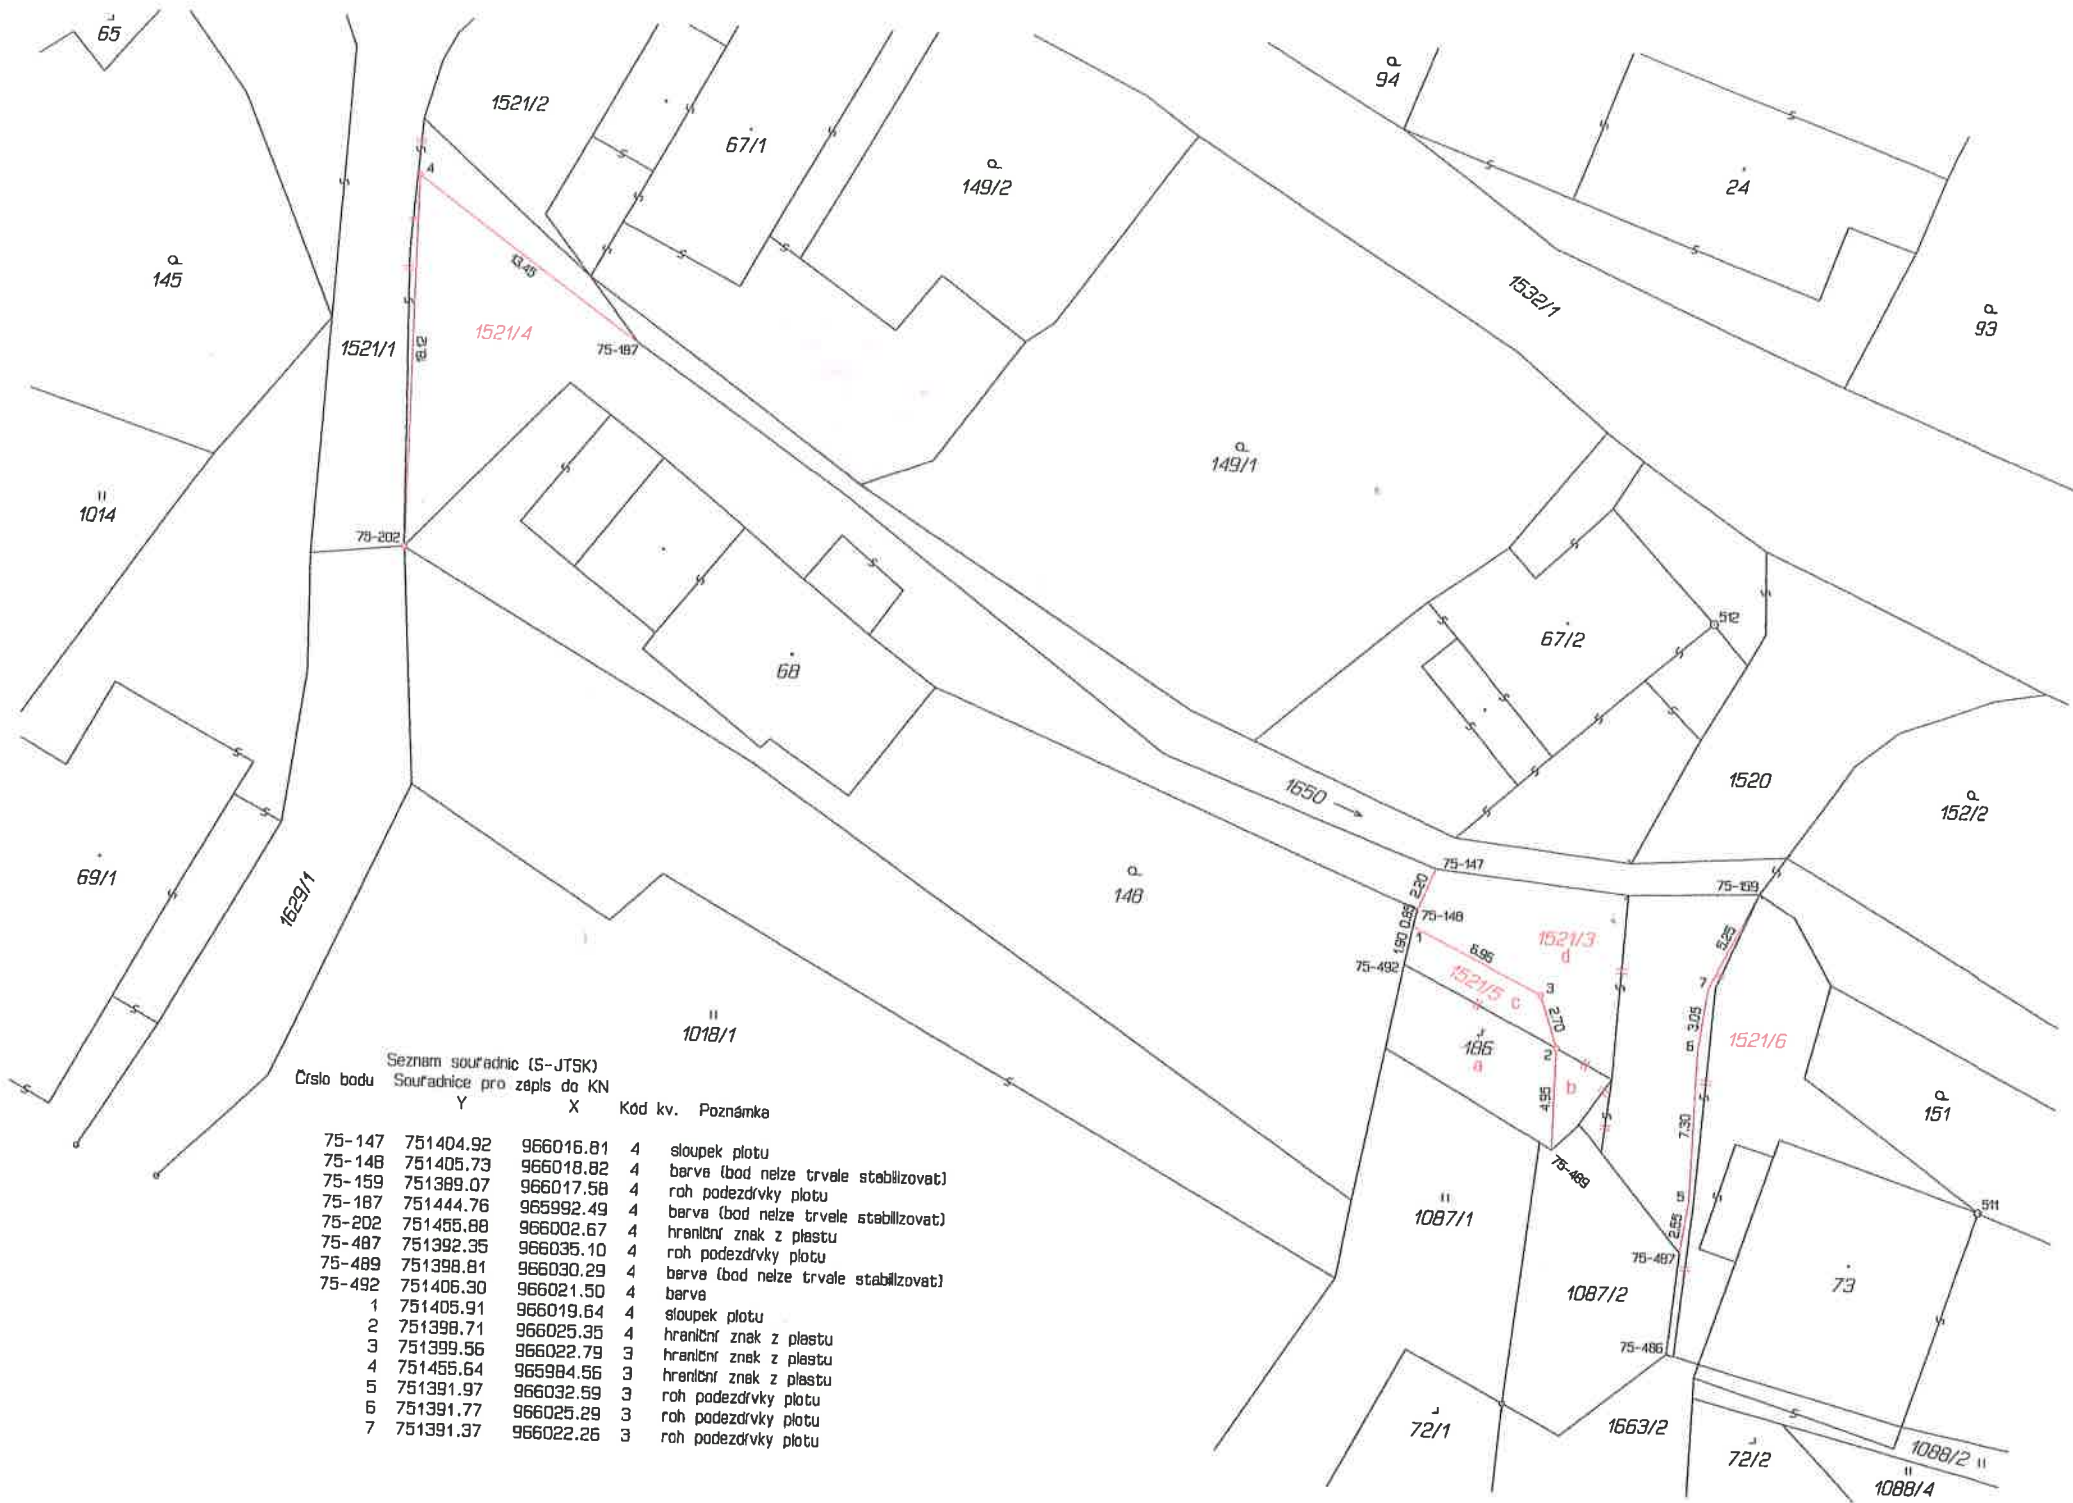 65
1521/2
67/1
149/2
94
24
93
1532/1
145
4
13.45
1521/4
75-187
1521/1
18.12
149/1
1014
75-202
68
67/2
512
1520
152/2
1650
69/1
1629/1
148
75-147
75-159
2.20
75-148
0.85
1.90
1
75-492
6.95
1521/3
d
5.25
7
1521/5 c
3
2.70
3.05
1018/1
186
a
2
b
4.95
6
1521/6
7.30
151
75-489
5
2.65
511
1087/1
75-487
1087/2
73
75-486
72/1
1663/2
72/2
1088/2
1088/4
Seznam souřadnic (S-JTSK)
Číslo bodu Souřadnice pro zápis do KN
Y X Kód kv. Poznámka
75-147 751404.92 966016.81 4 sloupek plotu
75-148 751405.73 966018.82 4 barva (bod nelze trvale stabilizovat)
75-159 751389.07 966017.58 4 roh podezdívky plotu
75-187 751444.76 965992.49 4 barva (bod nelze trvale stabilizovat)
75-202 751455.88 966002.67 4 hraniční znak z plastu
75-487 751392.35 966035.10 4 roh podezdívky plotu
75-489 751398.81 966030.29 4 barva (bod nelze trvale stabilizovat)
75-492 751406.30 966021.50 4 barva
1 751405.91 966019.64 4 sloupek plotu
2 751398.71 966025.35 4 hraniční znak z plastu
3 751399.56 966022.79 3 hraniční znak z plastu
4 751455.64 965984.56 3 hraniční znak z plastu
5 751391.97 966032.59 3 roh podezdívky plotu
6 751391.77 966025.29 3 roh podezdívky plotu
7 751391.37 966022.26 3 roh podezdívky plotu